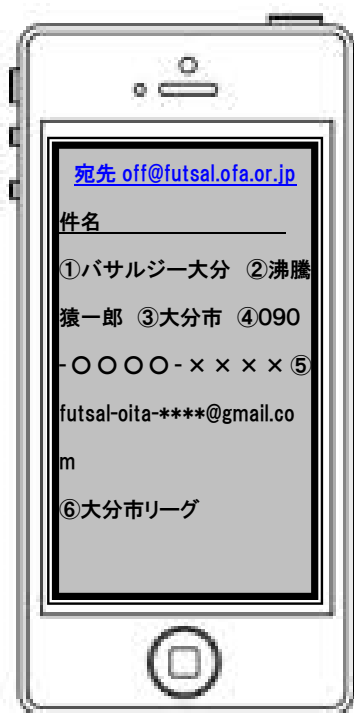 宛先 off@futsal.ofa.or.jp
件名
①バサルジー大分 ②沸騰
猿一郎 ③大分市 ④090
-〇〇〇〇-××××⑤
futsal-oita-****@gmail.co
m
⑥大分市リーグ